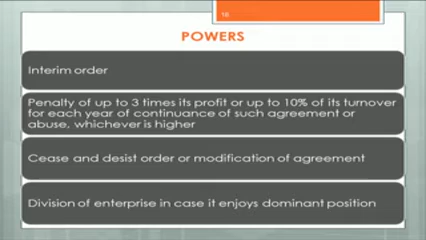 16
POWERS
Interim order
Penalty of up to 3 times its profit or up to 10% of its turnover
for each year of continuance of such agreement or
abuse, whichever is higher
Cease and desist order or modification of agreement
Division of enterprise in case it enjoys dominant position